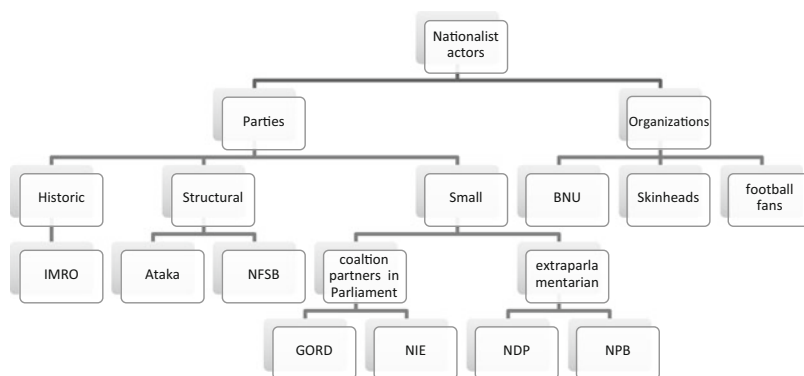 Nationalist
actors
Parties
Organizations
Historic
Structural
Small
BNU
Skinheads
football
fans
IMRO
Ataka
NFSB
coaltion
partners in
Parliament
extraparla
mentarian
GORD
NIE
NDP
NPB